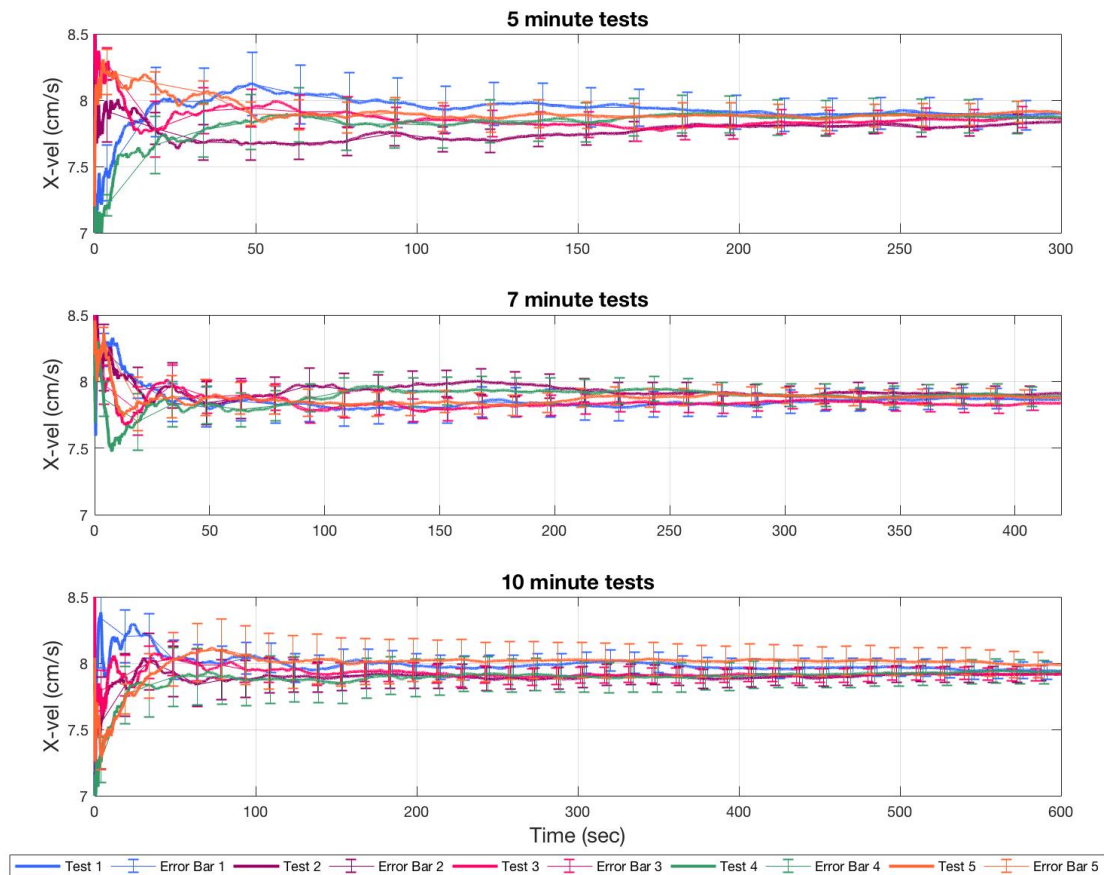 5 minute tests
8.5
8
7.5
7
X-vel (cm/s)
0 50 100 150 200 250 300
7 minute tests
8.5
8
7.5
7
X-vel (cm/s)
0 50 100 150 200 250 300 350 400
10 minute tests
8.5
8
7.5
7
X-vel (cm/s)
0 100 200 300 400 500 600
Time (sec)
Test 1 Error Bar 1 Test 2 Error Bar 2 Test 3 Error Bar 3 Test 4 Error Bar 4 Test 5 Error Bar 5